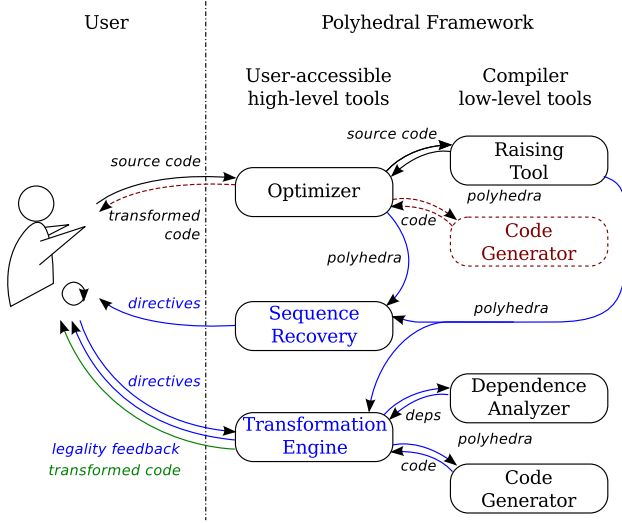 User
Polyhedral Framework
User-accessible
high-level tools
Compiler
low-level tools
source code
Raising
Tool
source code
Optimizer
polyhedra
transformed
code
code
Code
Generator
polyhedra
directives
Sequence
Recovery
polyhedra
directives
Dependence
Analyzer
deps
Transformation
Engine
polyhedra
legality feedback
transformed code
code
Code
Generator